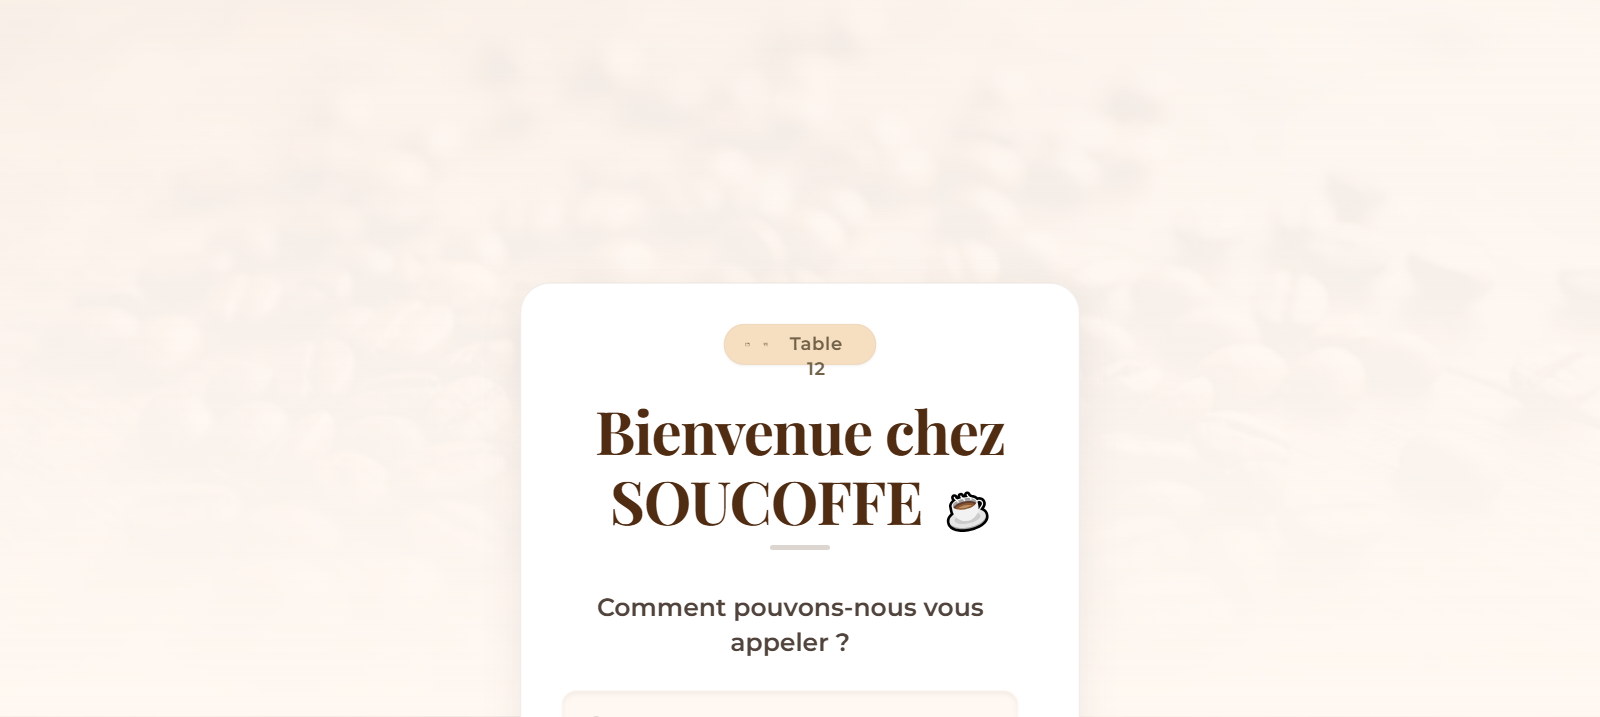 Table
12
Bienvenue chez
SOUCOFFE
Comment pouvons-nous vous
appeler ?